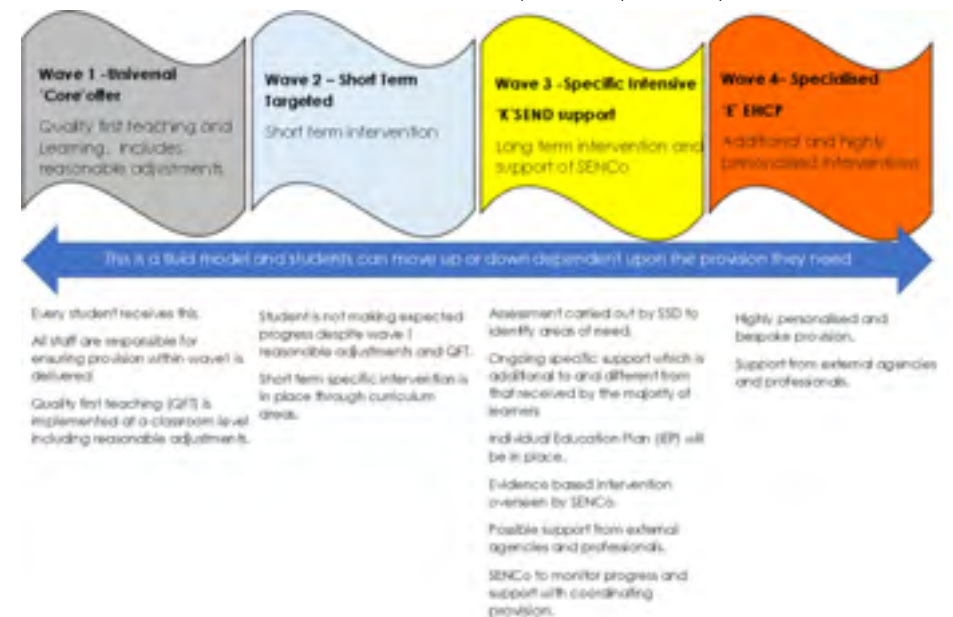 Wave 1 -Universal
'Core' offer
Quality first teaching and
Learning. Includes
reasonable adjustments
Wave 2 – Short Term
Targeted
Short term intervention
Wave 3 -Specific Intensive
'K'SEND support
Long term intervention and
support of SENCo
Wave 4– Specialised
'E' EHCP
Additional and highly
personalised interventions
This is a fluid model and students can move up or down dependent upon the provision they need
Every student receives this.
All staff are responsible for
ensuring provision within wave1 is
delivered
Quality first teaching (QFT) is
implemented at a classroom level
including reasonable adjustments.
Student is not making expected
progress despite wave 1
reasonable adjustments and QFT.
Short term specific intervention is
in place through curriculum
areas.
Assessment carried out by SSD to
identify areas of need.
Ongoing specific support which is
additional to and different from
that received by the majority of
learners
Individual Education Plan (IEP) will
be in place.
Evidence based intervention
overseen by SENCo.
Possible support from external
agencies and professionals.
SENCo to monitor progress and
support with coordinating
provision.
Highly personalised and
bespoke provision.
Support from external agencies
and professionals.